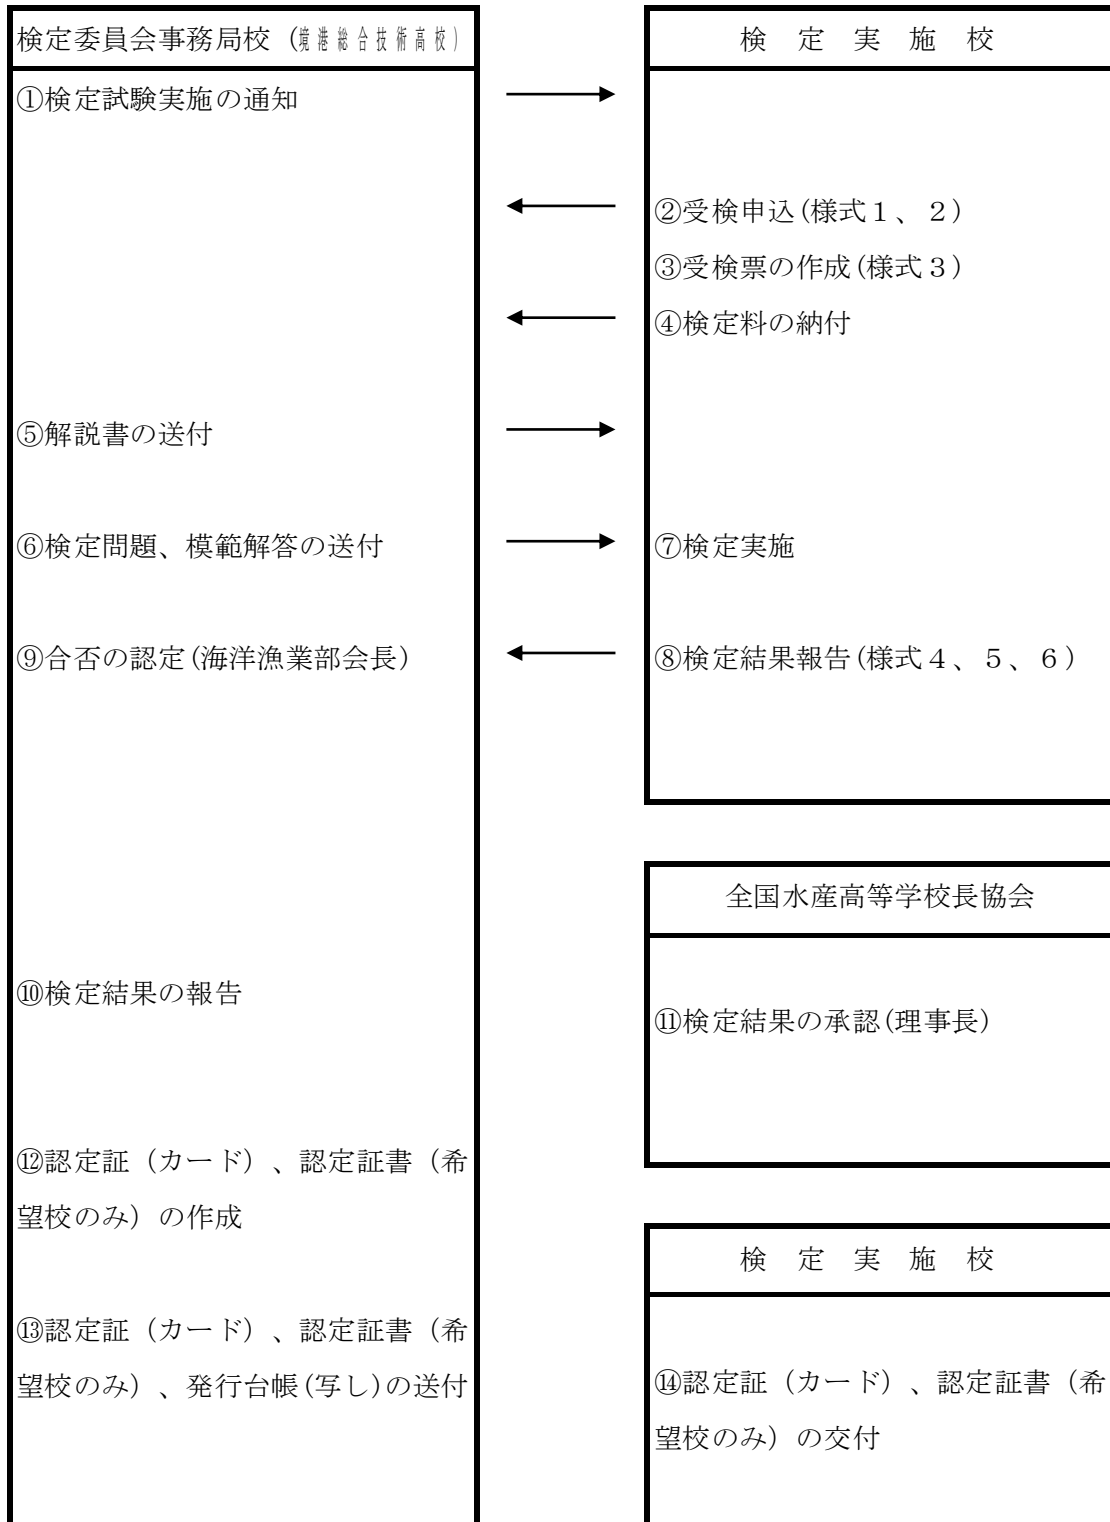 検定委員会事務局校（境港総合技術高校）
検　定　実　施　校
①検定試験実施の通知
②受検申込(様式１、２)
③受検票の作成(様式３)
④検定料の納付
⑤解説書の送付
⑥検定問題、模範解答の送付
⑦検定実施
⑨合否の認定(海洋漁業部会長)
⑧検定結果報告(様式４、５、６)
全国水産高等学校長協会
⑩検定結果の報告
⑪検定結果の承認(理事長)
⑫認定証（カード）、認定証書（希
望校のみ）の作成
検　定　実　施　校
⑬認定証（カード）、認定証書（希
望校のみ）、発行台帳(写し)の送付
⑭認定証（カード）、認定証書（希
望校のみ）の交付